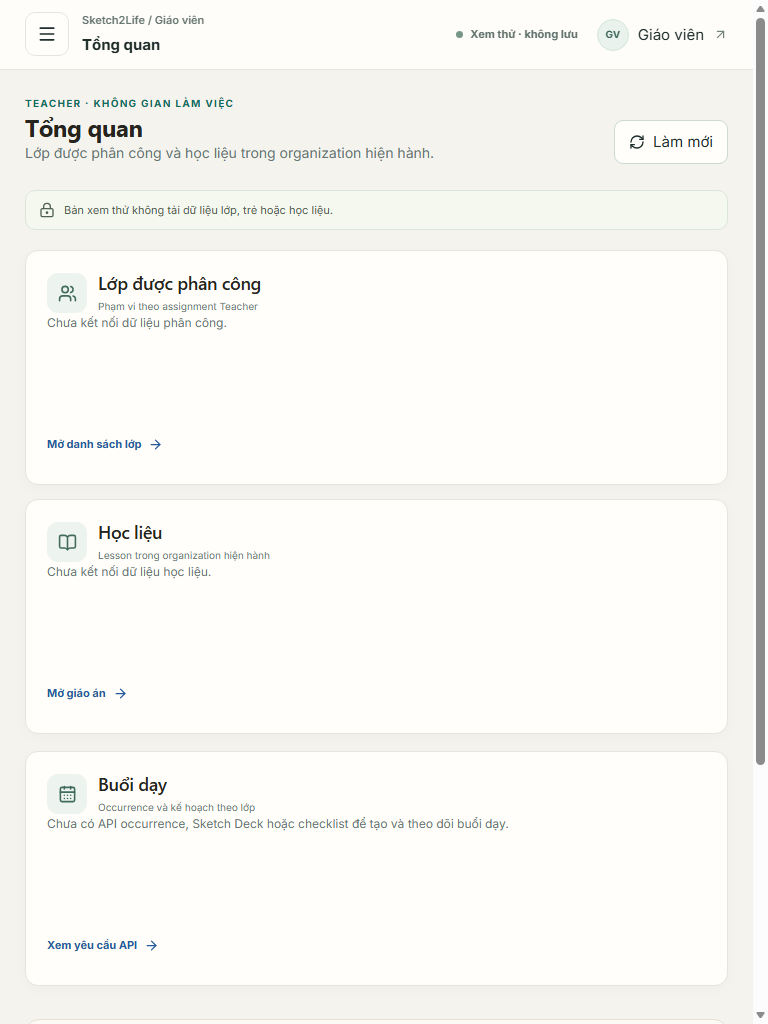 Sketch2Life / Giáo viên
Tổng quan
Xem thử · không lưu
GV
Giáo viên
TEACHER · KHÔNG GIAN LÀM VIỆC
Tổng quan
Lớp được phân công và học liệu trong organization hiện hành.
Làm mới
Bản xem thử không tải dữ liệu lớp, trẻ hoặc học liệu.
Lớp được phân công
Phạm vi theo assignment Teacher
Chưa kết nối dữ liệu phân công.
Mở danh sách lớp
Học liệu
Lesson trong organization hiện hành
Chưa kết nối dữ liệu học liệu.
Mở giáo án
Buổi dạy
Occurrence và kế hoạch theo lớp
Chưa có API occurrence, Sketch Deck hoặc checklist để tạo và theo dõi buổi dạy.
Xem yêu cầu API